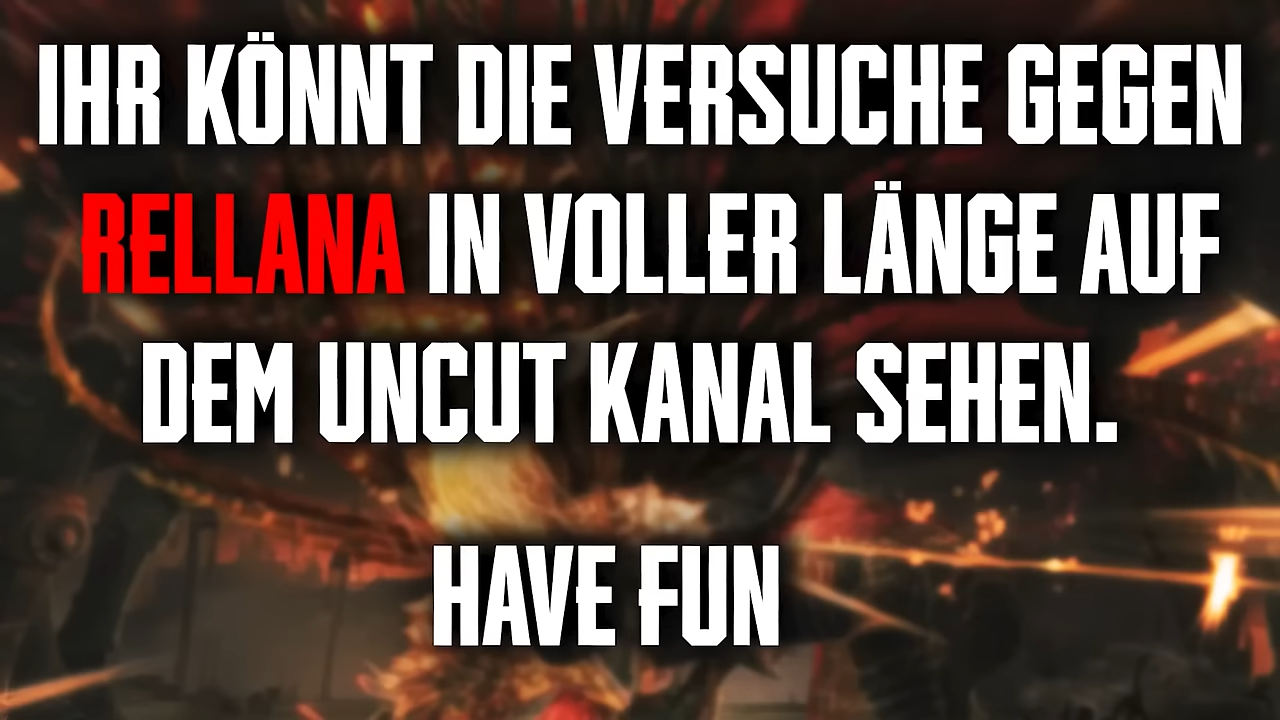 IHR KÖNNT DIE VERSUCHE GEGEN
RELLANA IN VOLLER LÄNGE AUF
DEM UNCUT KANAL SEHEN.
HAVE FUN